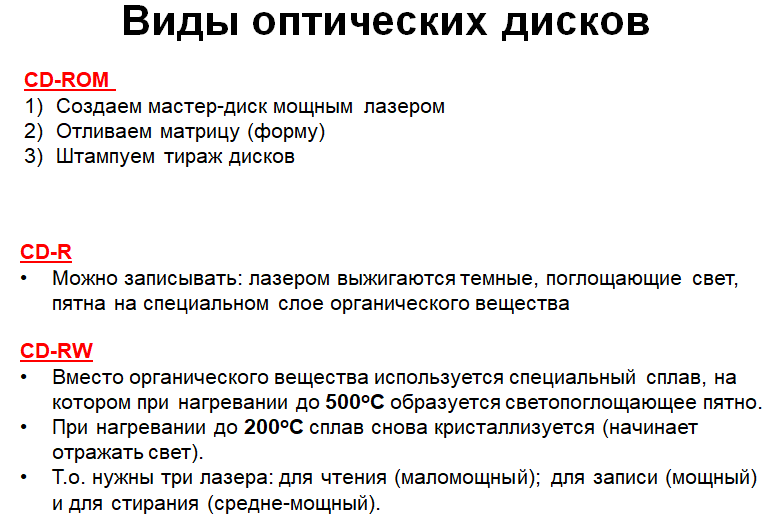 Виды оптических дисков
CD-ROM
1) Создаем мастер-диск мощным лазером
2) Отливаем матрицу (форму)
3) Штампуем тираж дисков
CD-R
• Можно записывать: лазером выжигаются темные, поглощающие свет,
пятна на специальном слое органического вещества
CD-RW
• Вместо органического вещества используется специальный сплав, на
котором при нагревании до 500ºС образуется светопоглощающее пятно.
• При нагревании до 200ºС сплав снова кристаллизуется (начинает
отражать свет).
• Т.о. нужны три лазера: для чтения (маломощный); для записи (мощный)
и для стирания (средне-мощный).